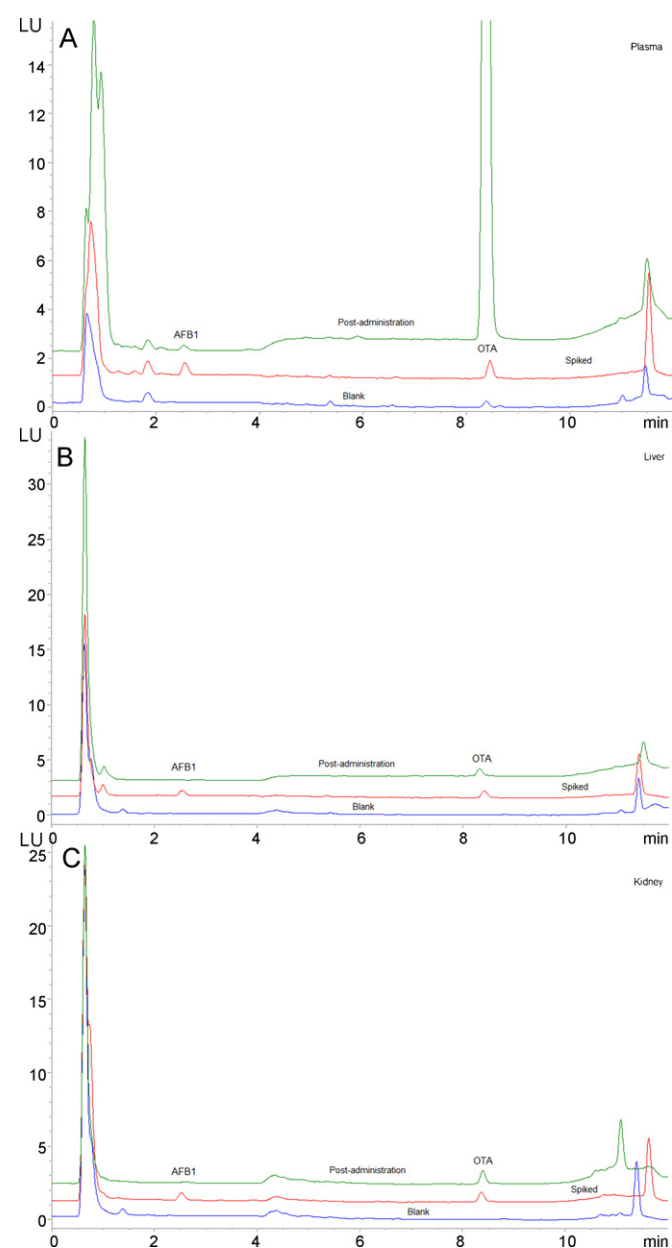 LU
A
Plasma
14
12
10
8
6
4
2
0
AFB1
Post-administration
OTA
Spiked
Blank
0 2 4 6 8 10 min
LU
B
Liver
30
25
20
15
10
5
0
AFB1
Post-administration
OTA
Spiked
Blank
0 2 4 6 8 10 min
LU
C
Kidney
25
20
15
10
5
0
AFB1
Post-administration
OTA
Spiked
Blank
0 2 4 6 8 10 min